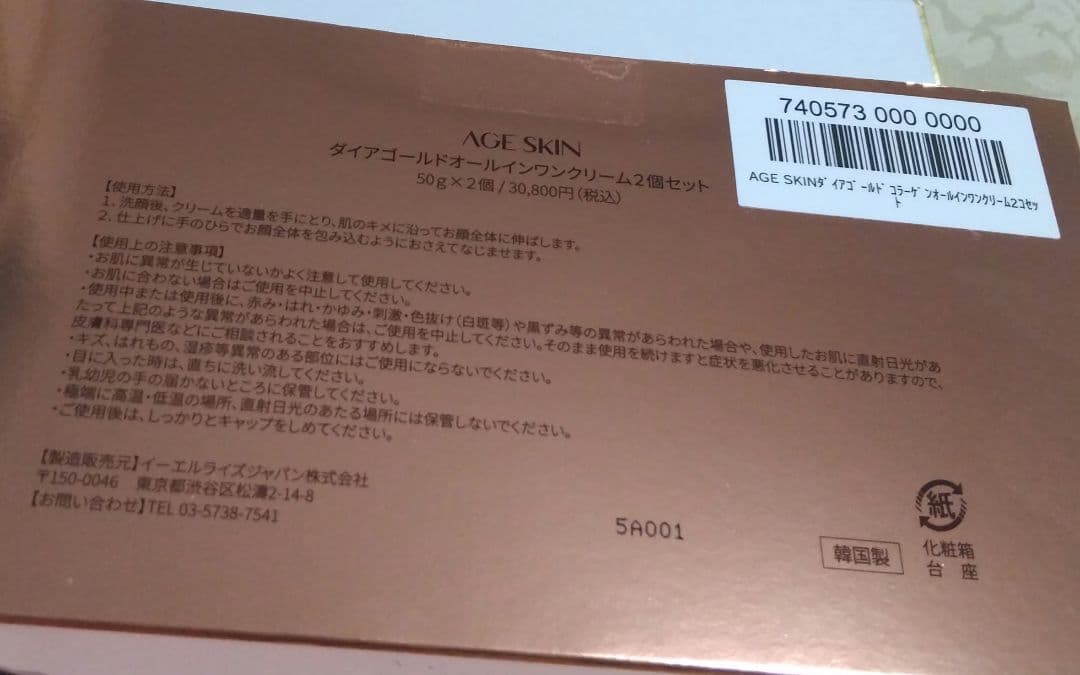 740573 000 0000
AGE SKINﾀﾞｲｱｺﾞｰﾙﾄﾞ ｺﾗｰｹﾞﾝｵｰﾙｲﾝﾜﾝｸﾘｰﾑ2ｺｾｯ
ﾄ
AGE SKIN
ダイアゴールドオールインワンクリーム2個セット
50g×2個 / 30,800円(税込)
【使用方法】
1. 洗顔後、クリームを適量を手にとり、肌のキメに沿ってお顔全体に伸ばします。
2. 仕上げに手のひらでお顔全体を包み込むようにおさえてなじませます。
【使用上の注意事項】
・お肌に異常が生じていないかよく注意して使用してください。
・お肌に合わない場合はご使用を中止してください。
・使用中または使用後に、赤み・はれ・かゆみ・刺激・色抜け(白斑等)や黒ずみ等の異常があらわれた場合や、使用したお肌に直射日光があ
たって上記のような異常があらわれた場合は、ご使用を中止してください。そのまま使用を続けますと症状を悪化させることがありますので、
皮膚科専門医などにご相談されることをおすすめします。
・キズ、はれもの、湿疹等異常のある部位にはご使用にならないでください。
・目に入った時は、直ちに洗い流してください。
・乳幼児の手の届かないところに保管してください。
・極端に高温・低温の場所、直射日光のあたる場所には保管しないでください。
・ご使用後は、しっかりとキャップをしめてください。
【製造販売元】イーエルライズジャパン株式会社
〒150-0046 東京都渋谷区松濤2-14-8
【お問い合わせ】TEL 03-5738-7541
5A001
韓国製
紙
化粧箱
台 座